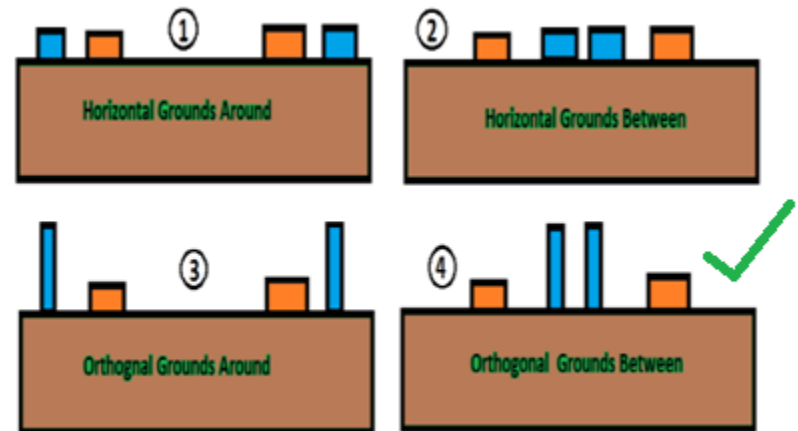 1
2
Horizontal Grounds Around
Horizontal Grounds Between
3
4
Orthognal Grounds Around
Orthogonal Grounds Between